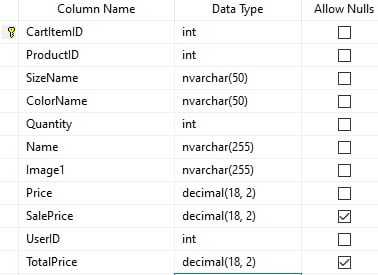 Column Name Data Type Allow Nulls
CartItemID int
ProductID int
SizeName nvarchar(50)
ColorName nvarchar(50)
Quantity int
Name nvarchar(255)
Image1 nvarchar(255)
Price decimal(18, 2)
SalePrice decimal(18, 2)
UserID int
TotalPrice decimal(18, 2)